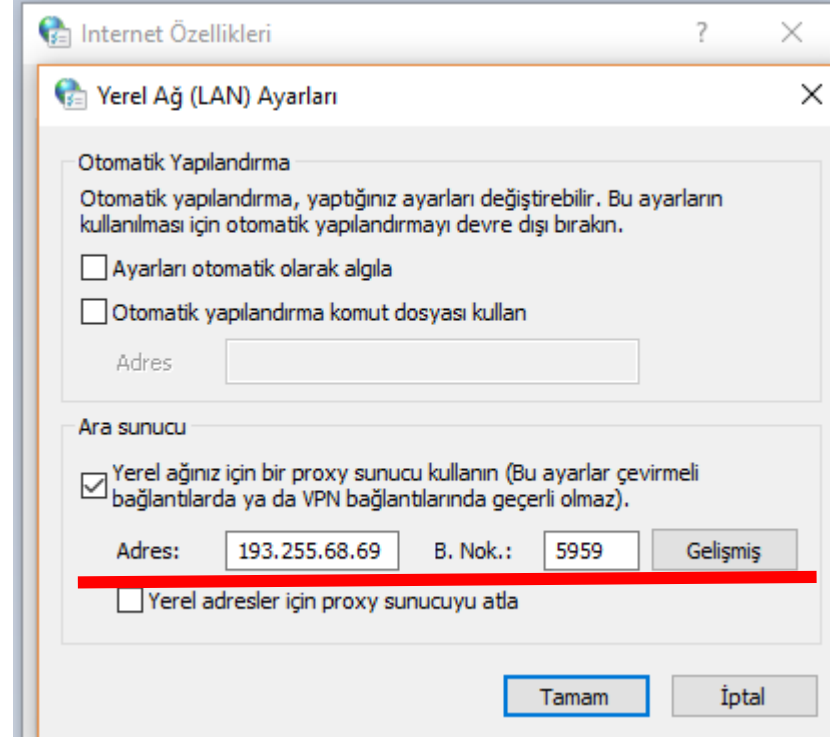 Internet Özellikleri
Yerel Ağ (LAN) Ayarları
Otomatik Yapılandırma
Otomatik yapılandırma, yaptığınız ayarları değiştirebilir. Bu ayarların
kullanılması için otomatik yapılandırmayı devre dışı bırakın.
Ayarları otomatik olarak algıla
Otomatik yapılandırma komut dosyası kullan
Adres
Ara sunucu
Yerel ağınız için bir proxy sunucu kullanın (Bu ayarlar çevirmeli
bağlantılarda ya da VPN bağlantılarında geçerli olmaz).
Adres: 193.255.68.69 B. Nok.: 5959 Gelişmiş
Yerel adresler için proxy sunucuyu atla
Tamam İptal